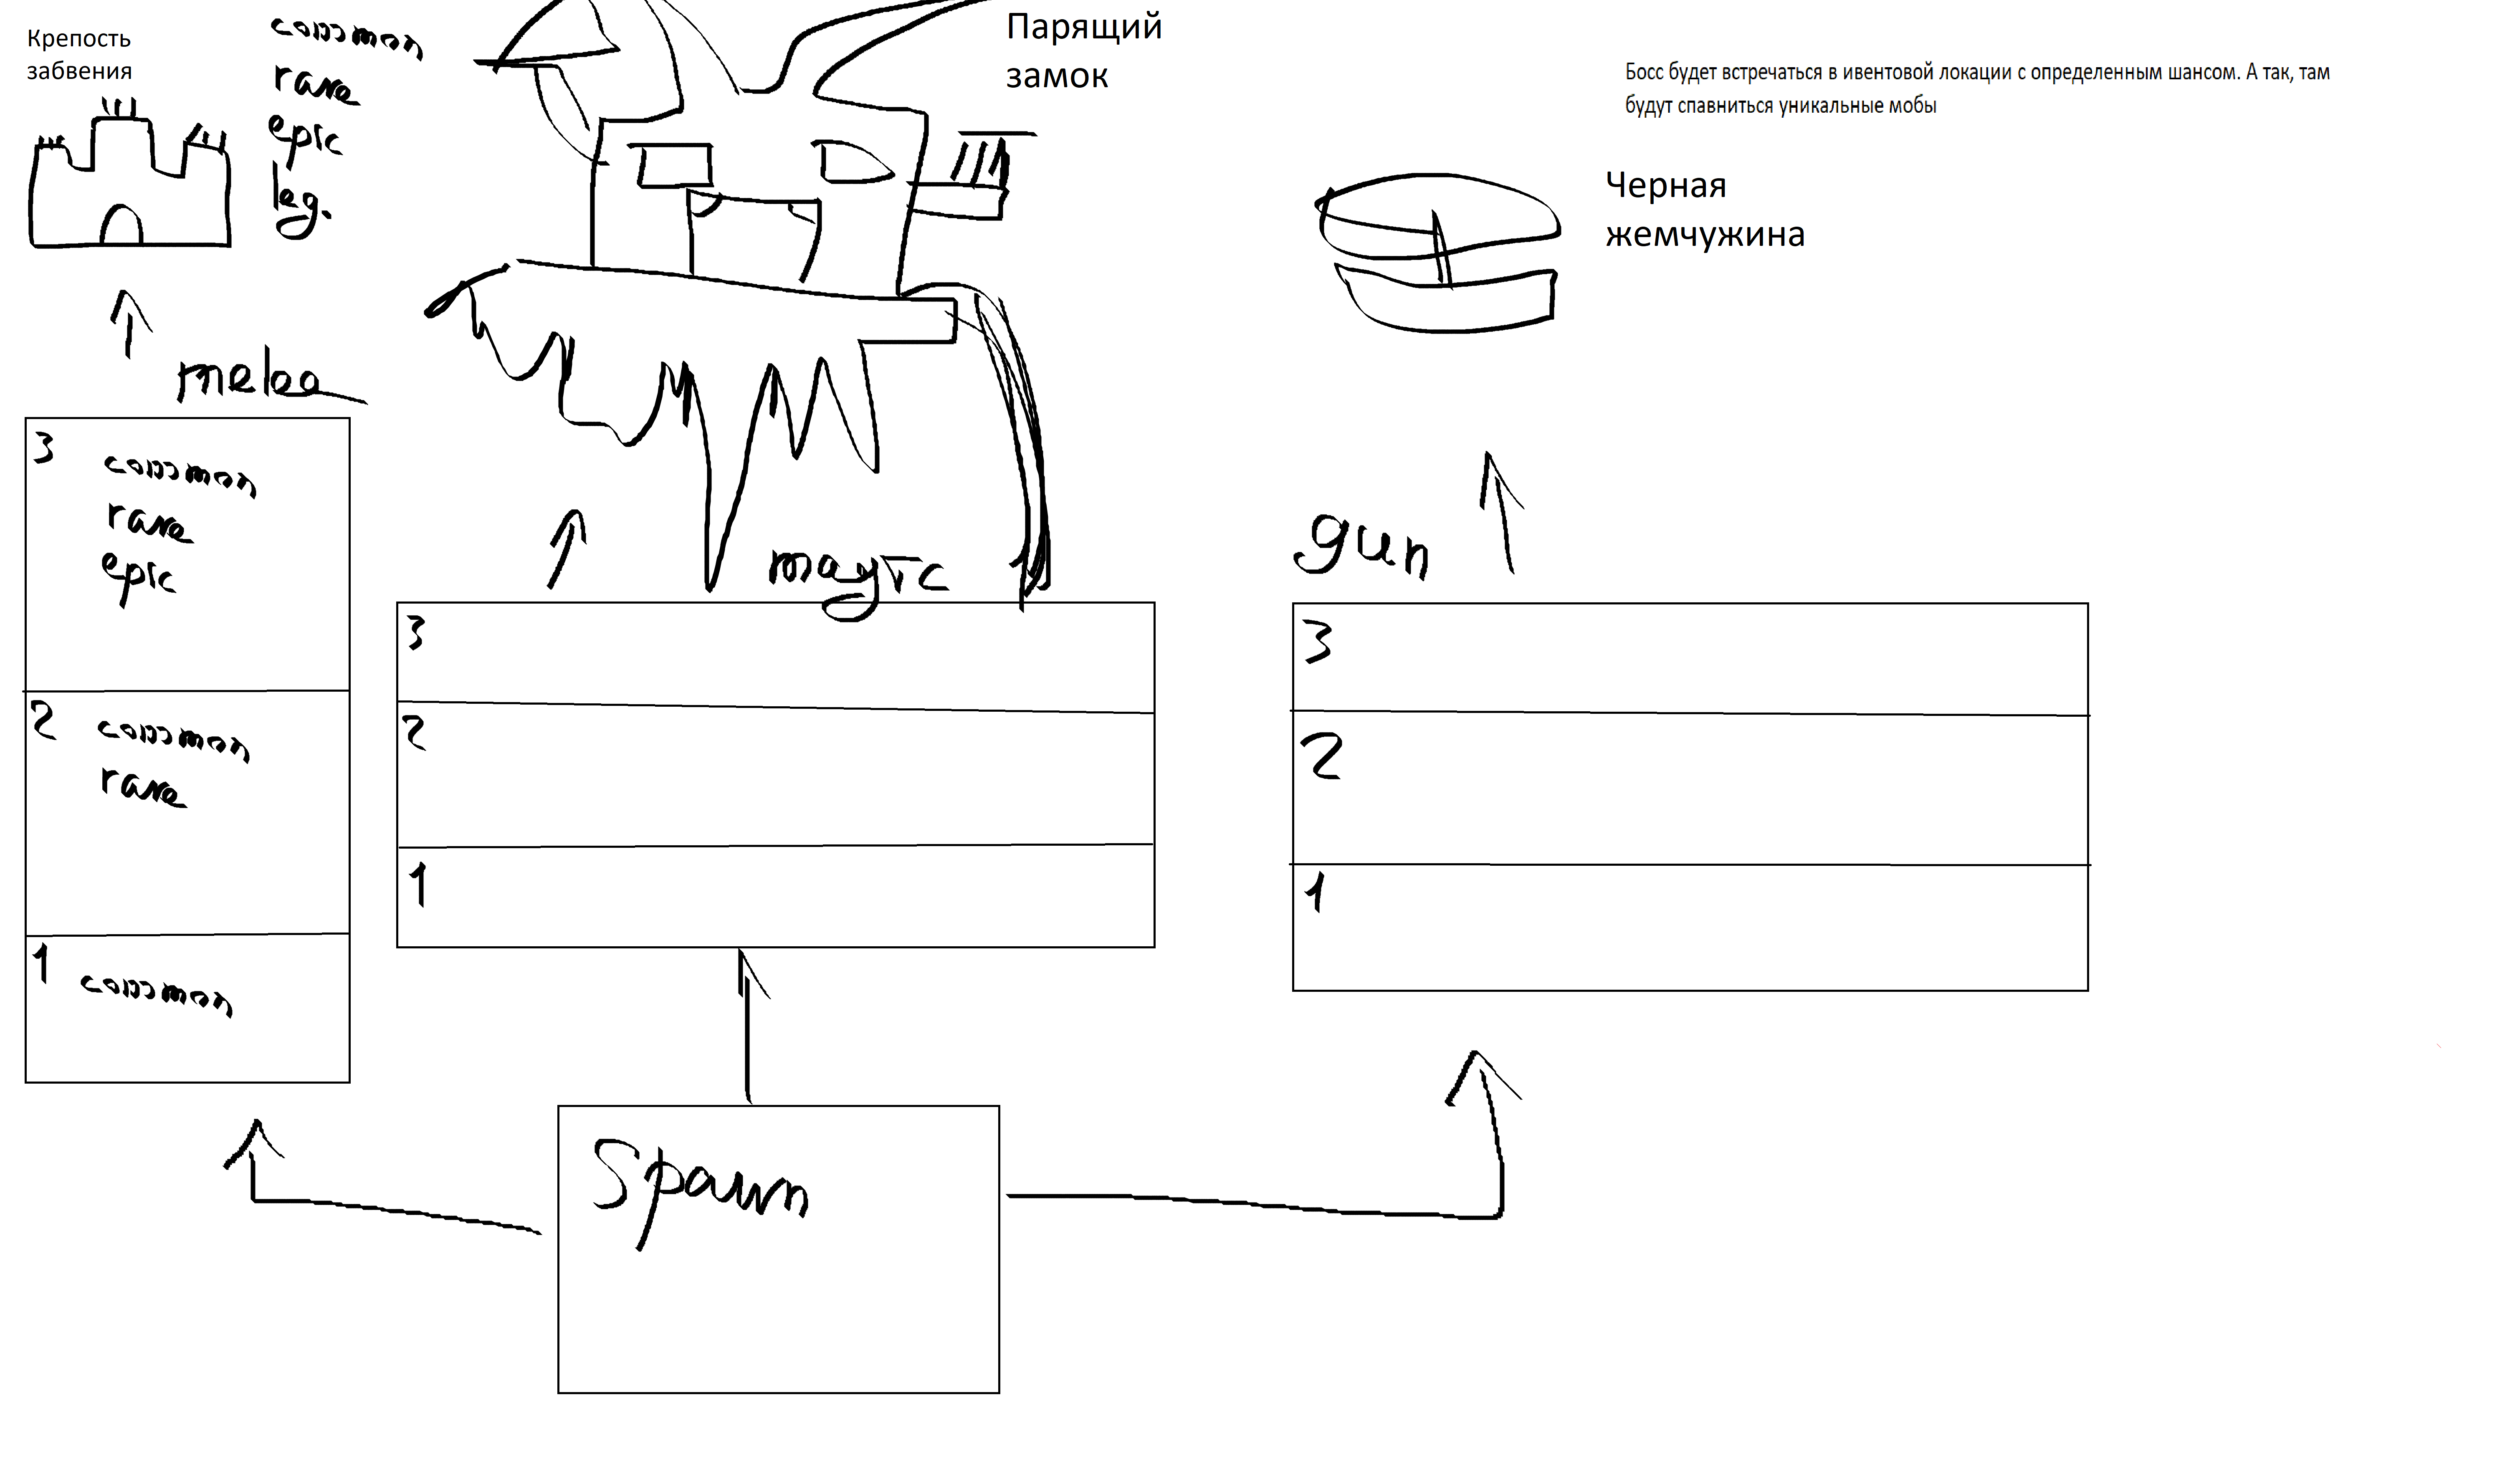 Крепость
забвения
common
rare
epic
leg.
Парящий
замок
Босс будет встречаться в ивентовой локации с определенным шансом. А так, там
будут спавниться уникальные мобы
Черная
жемчужина
melee
3 common
rare
epic
2 common
rare
1 common
magic
3
2
1
gun
3
2
1
Spawn